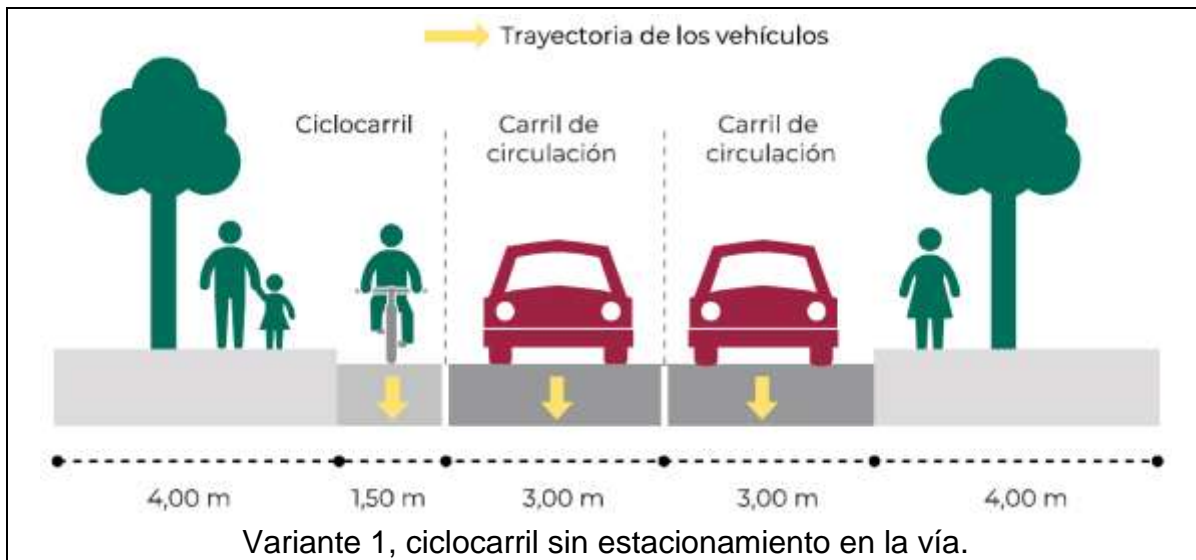 Trayectoria de los vehículos
Ciclocarril
Carril de
circulación
Carril de
circulación
4,00 m
1,50 m
3,00 m
3,00 m
4,00 m
Variante 1, ciclocarril sin estacionamiento en la vía.